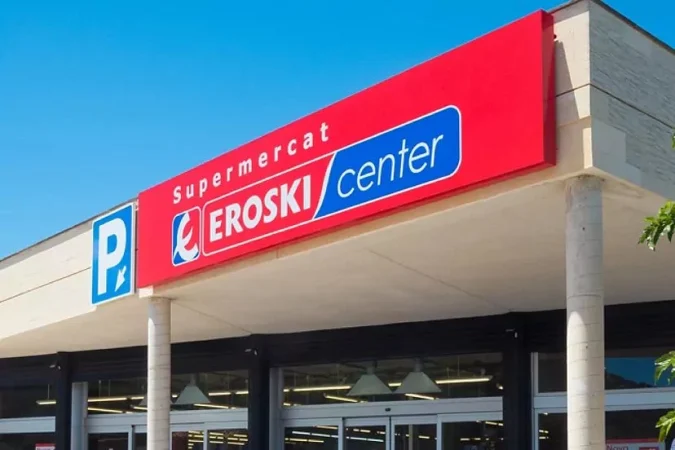 Supermercat
P
EROSKI center